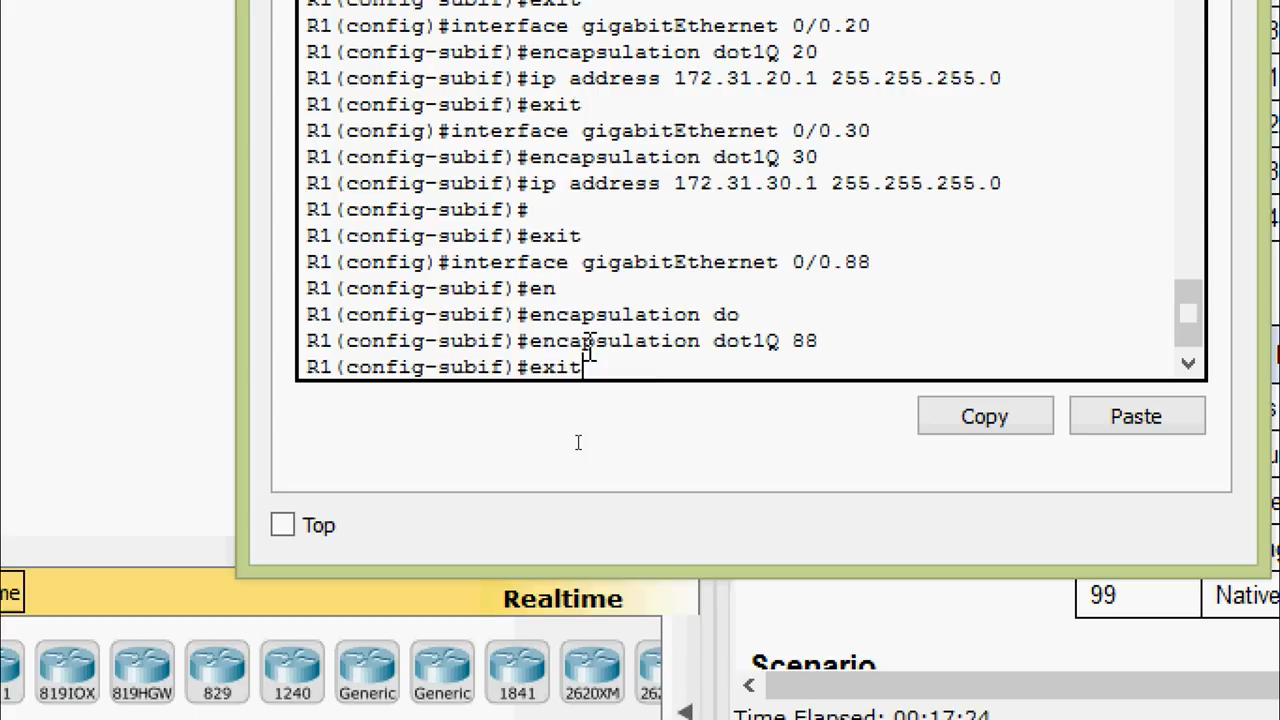 R1(config-subif)#exit
R1(config)#interface gigabitEthernet 0/0.20
R1(config-subif)#encapsulation dot1Q 20
R1(config-subif)#ip address 172.31.20.1 255.255.255.0
R1(config-subif)#exit
R1(config)#interface gigabitEthernet 0/0.30
R1(config-subif)#encapsulation dot1Q 30
R1(config-subif)#ip address 172.31.30.1 255.255.255.0
R1(config-subif)#
R1(config-subif)#exit
R1(config)#interface gigabitEthernet 0/0.88
R1(config-subif)#en
R1(config-subif)#encapsulation do
R1(config-subif)#encapsulation dot1Q 88
R1(config-subif)#exit
Copy Paste
Top
99 Native
Realtime
819IOX 819HGW 829 1240 Generic Generic 1841 2620XM
Scenario
Time Elapsed: 00:17:24